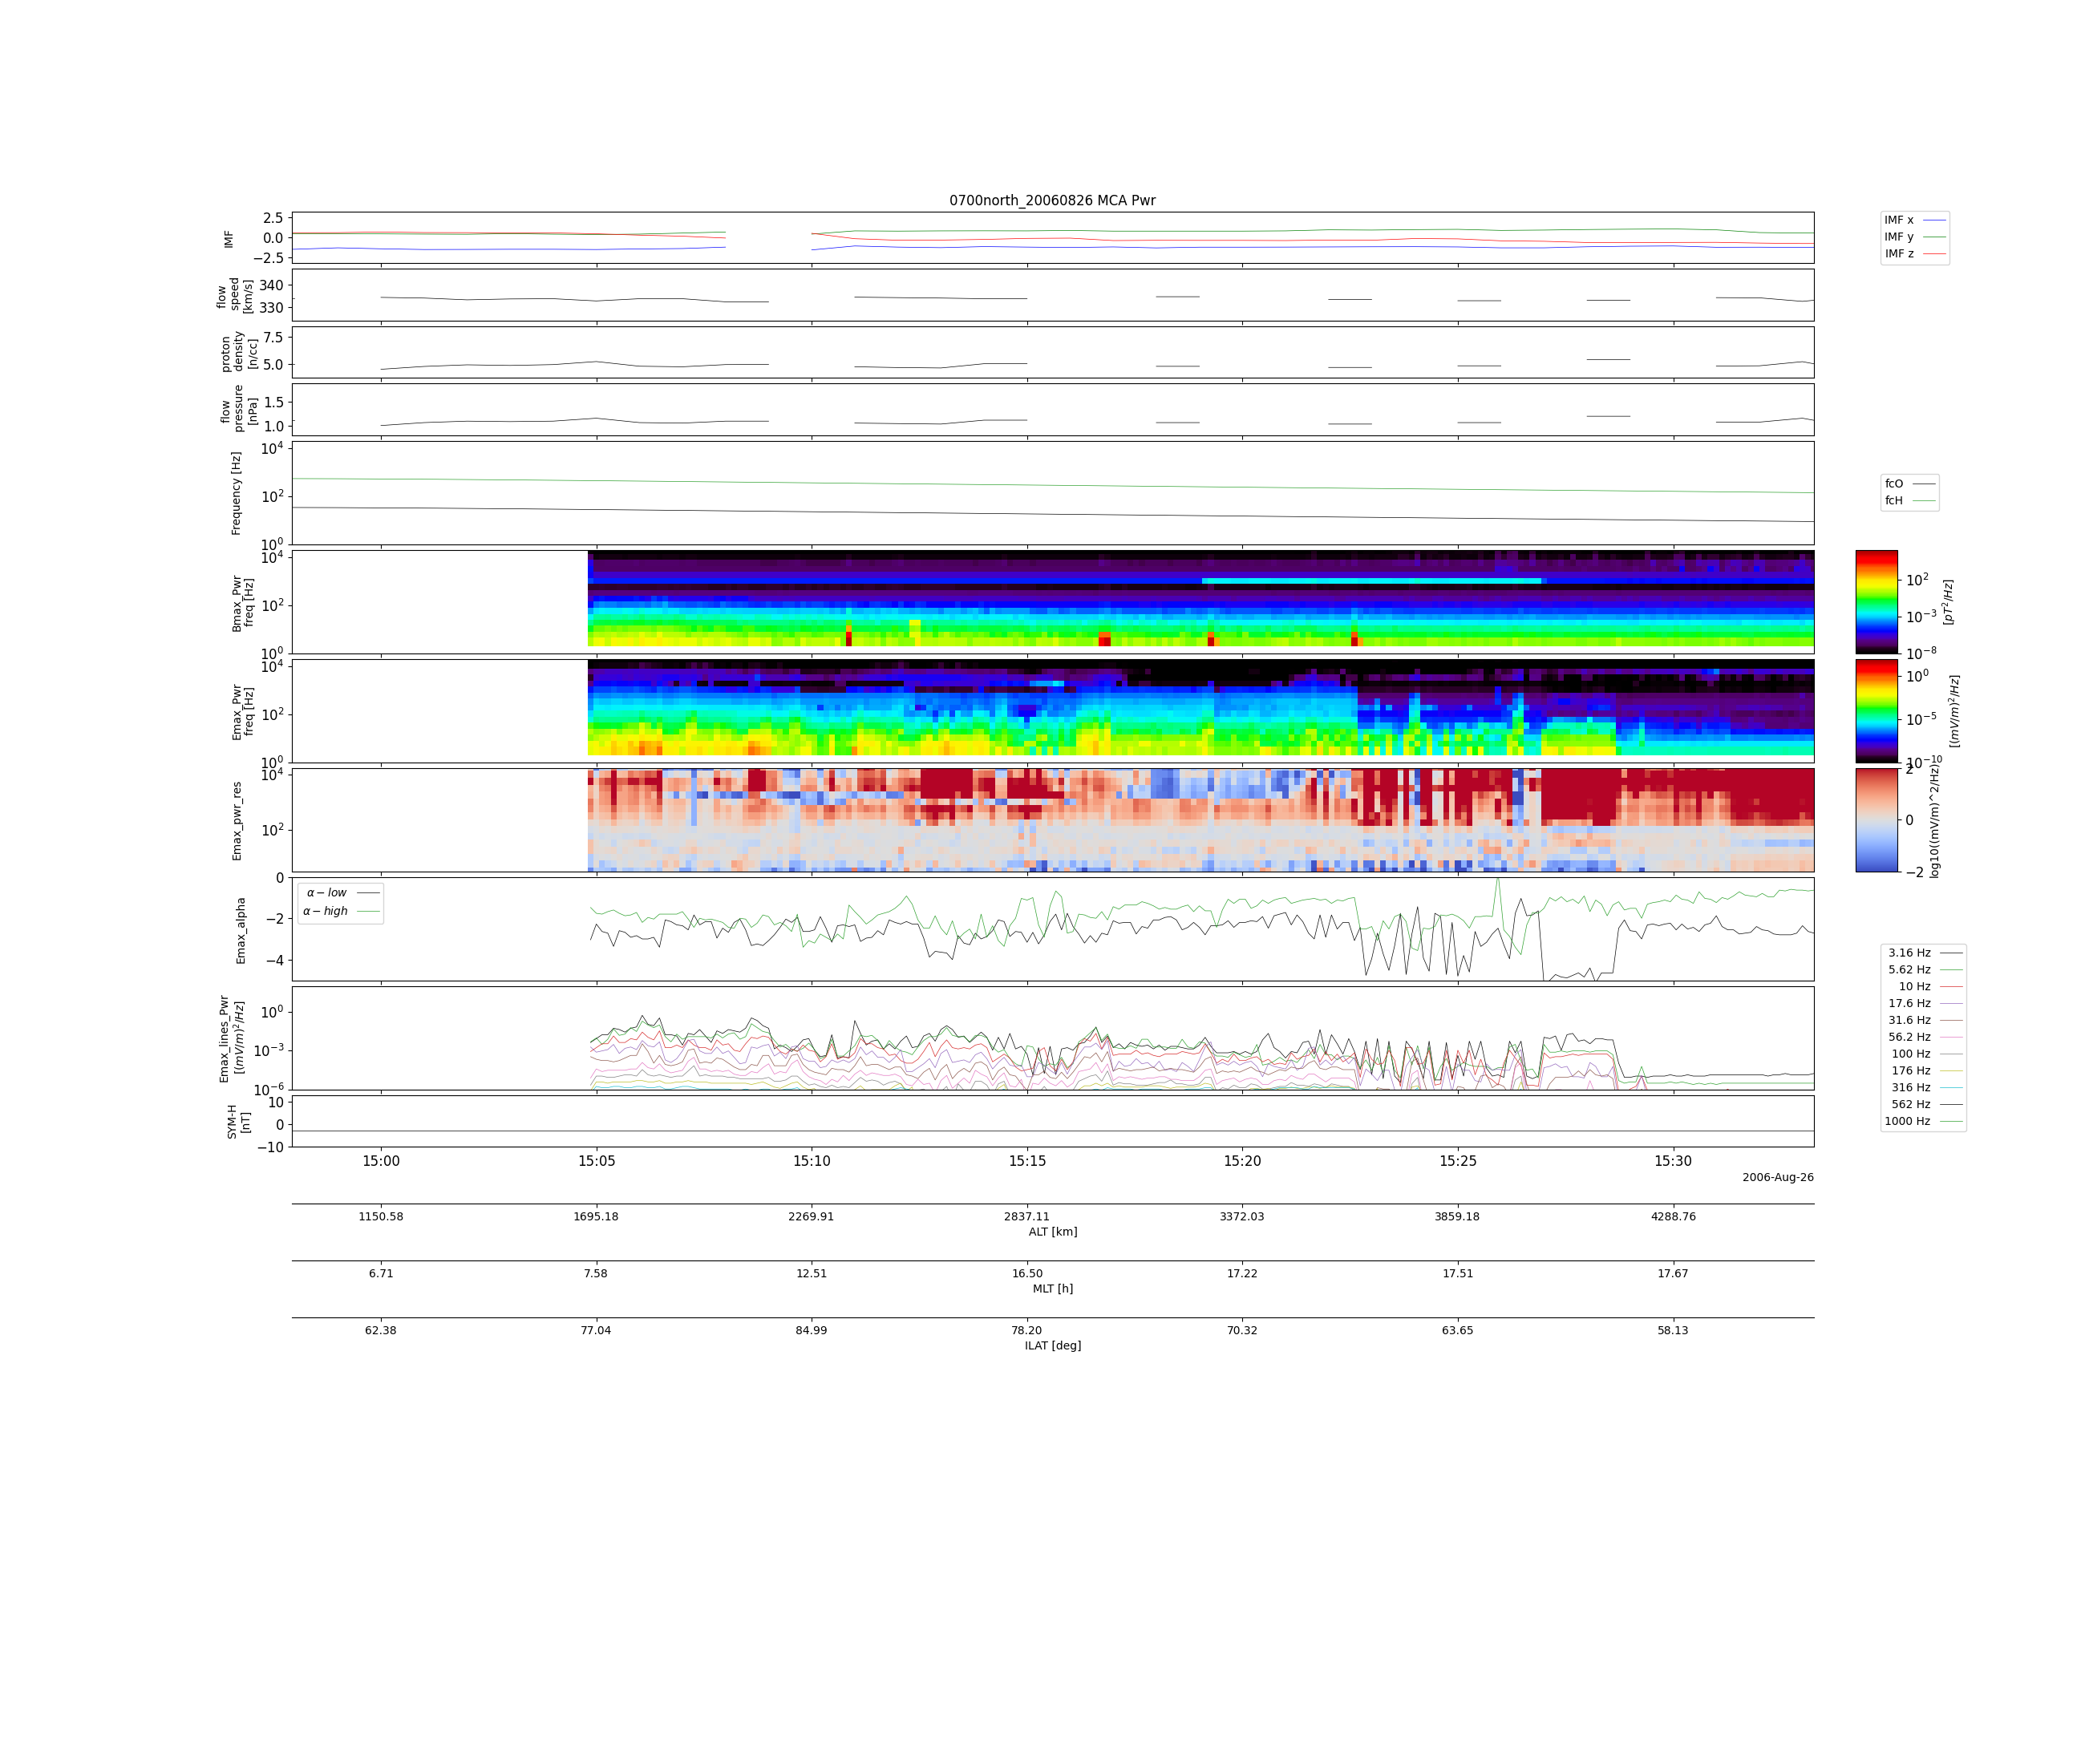 0700north_20060826 MCA Pwr
IMF
2.5
0.0
−2.5
IMF x
IMF y
IMF z
flow
speed
[km/s]
340
330
proton
density
[n/cc]
7.5
5.0
flow
pressure
[nPa]
1.5
1.0
Frequency [Hz]
10^4
10^2
10^0
fcO
fcH
Bmax_Pwr
freq [Hz]
10^4
10^2
10^0
10^2
10^−3
10^−8
[pT^2/Hz]
Emax_Pwr
freq [Hz]
10^4
10^2
10^0
10^0
10^−5
10^−10
[(mV/m)^2/Hz]
Emax_pwr_res
10^4
10^2
2
0
−2
log10((mV/m)^2/Hz)
Emax_alpha
0
−2
−4
α − low
α − high
Emax_lines_Pwr
[(mV/m)^2/Hz]
10^0
10^−3
10^−6
3.16 Hz
5.62 Hz
10 Hz
17.6 Hz
31.6 Hz
56.2 Hz
100 Hz
176 Hz
316 Hz
562 Hz
1000 Hz
SYM-H
[nT]
10
0
−10
15:00 15:05 15:10 15:15 15:20 15:25 15:30
2006-Aug-26
1150.58 1695.18 2269.91 2837.11 3372.03 3859.18 4288.76
ALT [km]
6.71 7.58 12.51 16.50 17.22 17.51 17.67
MLT [h]
62.38 77.04 84.99 78.20 70.32 63.65 58.13
ILAT [deg]